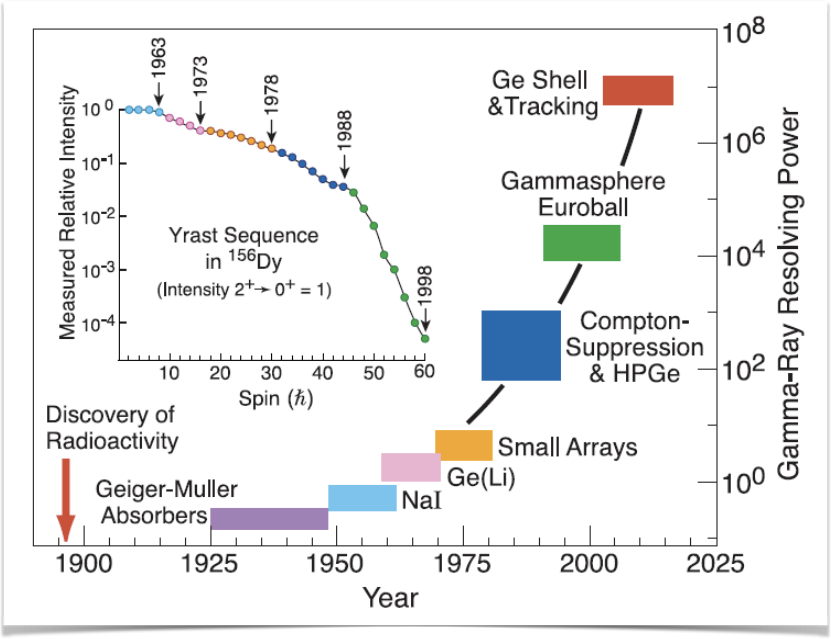 10⁸
10⁶
10⁴
10²
10⁰
Gamma-Ray Resolving Power
Ge Shell
&Tracking
Gammasphere
Euroball
Compton-
Suppression
& HPGe
Small Arrays
Ge(Li)
NaI
Geiger-Muller
Absorbers
Discovery of
Radioactivity
1900
1925
1950
1975
2000
2025
Year
1963
1973
1978
1988
1998
Measured Relative Intensity
10⁰
10⁻¹
10⁻²
10⁻³
10⁻⁴
Yrast Sequence
in ¹⁵⁶Dy
(Intensity 2⁺→ 0⁺ = 1)
10
20
30
40
50
60
Spin (ℏ)